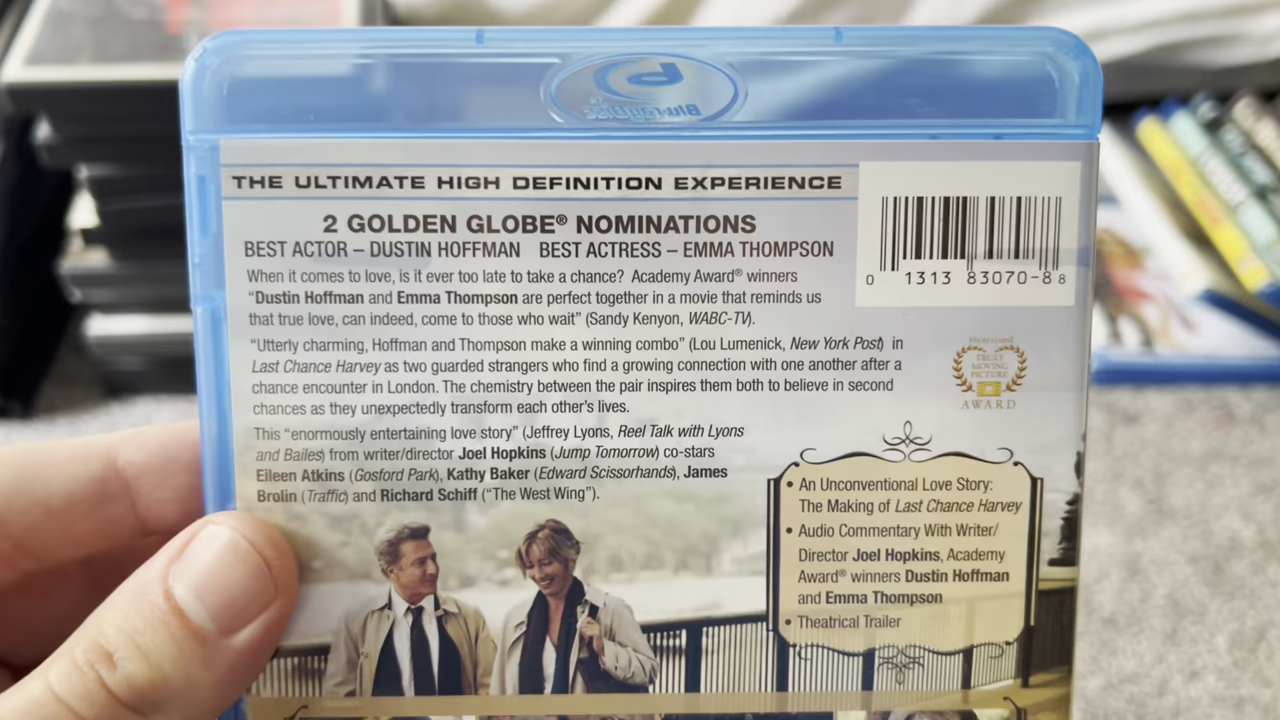 Blu-rayDisc
THE ULTIMATE HIGH DEFINITION EXPERIENCE
2 GOLDEN GLOBE® NOMINATIONS
BEST ACTOR – DUSTIN HOFFMAN BEST ACTRESS – EMMA THOMPSON
When it comes to love, is it ever too late to take a chance? Academy Award® winners
“Dustin Hoffman and Emma Thompson are perfect together in a movie that reminds us
that true love, can indeed, come to those who wait” (Sandy Kenyon, WABC-TV).
“Utterly charming, Hoffman and Thompson make a winning combo” (Lou Lumenick, New York Post) in
Last Chance Harvey as two guarded strangers who find a growing connection with one another after a
chance encounter in London. The chemistry between the pair inspires them both to believe in second
chances as they unexpectedly transform each other’s lives.
This “enormously entertaining love story” (Jeffrey Lyons, Reel Talk with Lyons
and Bailes) from writer/director Joel Hopkins (Jump Tomorrow) co-stars
Eileen Atkins (Gosford Park), Kathy Baker (Edward Scissorhands), James
Brolin (Traffic) and Richard Schiff (“The West Wing”).
0 1313 83070-8 8
Heartland
TRULY
MOVING
PICTURE
AWARD
• An Unconventional Love Story:
The Making of Last Chance Harvey
• Audio Commentary With Writer/
Director Joel Hopkins, Academy
Award® winners Dustin Hoffman
and Emma Thompson
• Theatrical Trailer